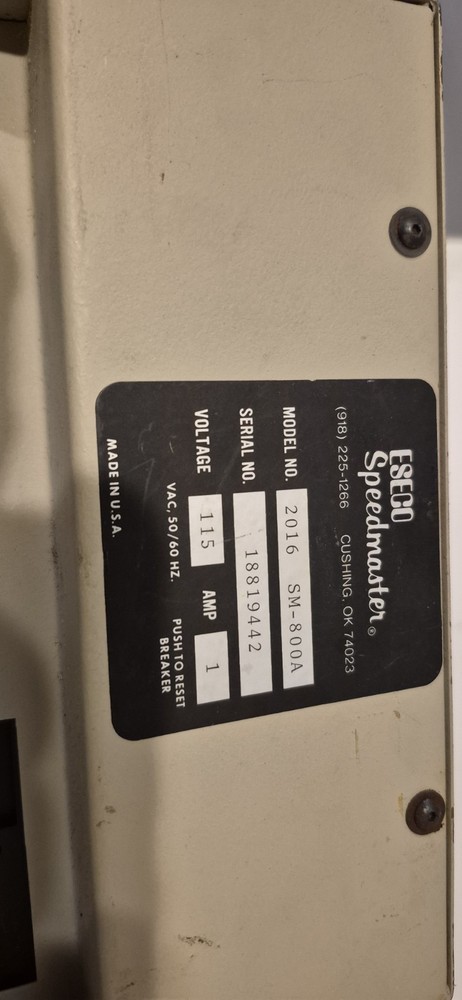 ESECO
Speedmaster®
(918) 225-1266 CUSHING, OK 74023
MODEL NO. 2016 SM-800A
SERIAL NO. 18819442
VOLTAGE 115 AMP 1
VAC, 50/60 HZ. PUSH TO RESET
BREAKER
MADE IN U.S.A.